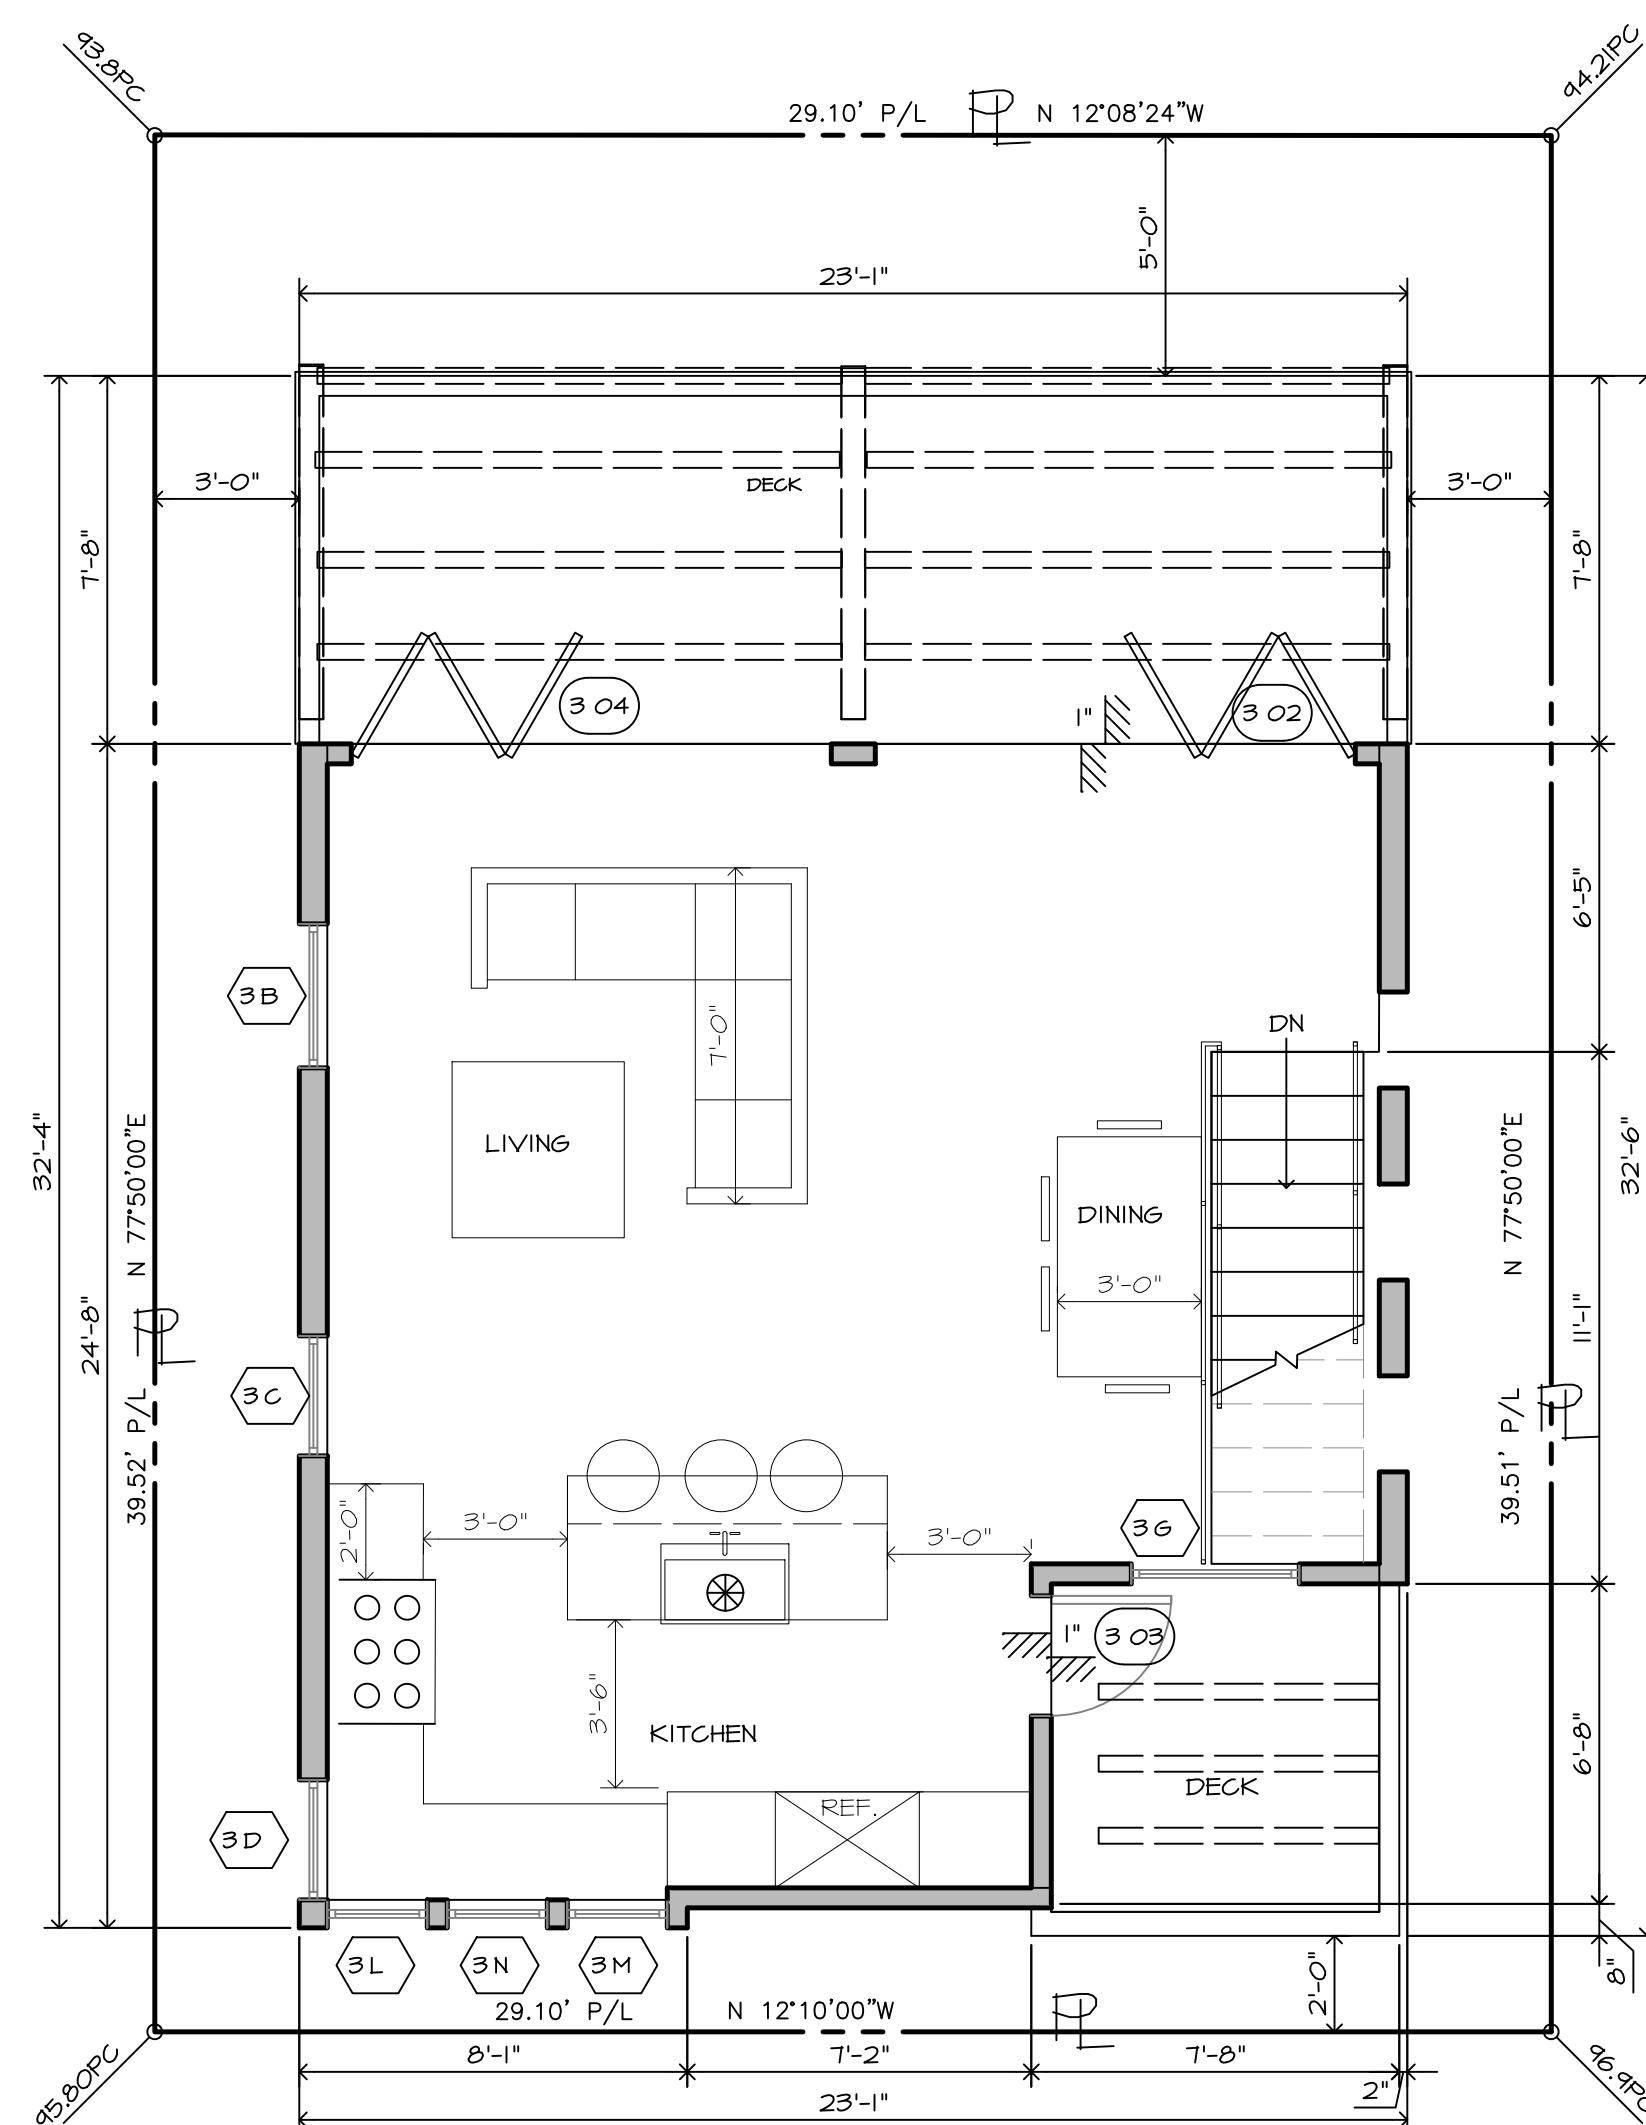 93.8PC
94.21PC
29.10' P/L
N 12°08'24"W
5'-0"
23'-1"
3'-0"
DECK
3'-0"
7'-8"
7'-8"
3 04
1"
3 02
6'-5"
3B
7'-0"
DN
32'-4"
N 77°50'00"E
LIVING
DINING
N 77°50'00"E
32'-6"
3'-0"
24'-8"
11'-1"
3C
39.52' P/L
39.51' P/L
2'-0"
3'-0"
3'-0"
3G
1"
3 03
3'-6"
KITCHEN
6'-8"
DECK
REF.
3D
3L
3N
3M
2'-0"
8"
29.10' P/L
N 12°10'00"W
8'-1"
7'-2"
7'-8"
2"
95.80PC
96.9PC
23'-1"